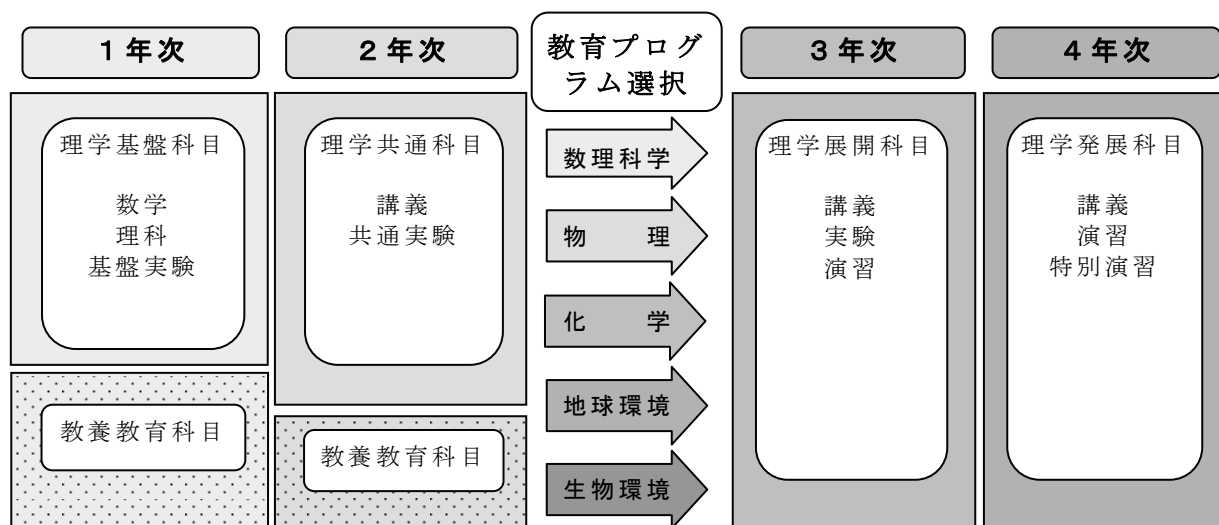 1年次
2年次
教育プログ
ラム選択
3年次
4年次
理学基盤科目
数学
理科
基盤実験
教養教育科目
理学共通科目
講義
共通実験
教養教育科目
数理科学
物　　理
化　　学
地球環境
生物環境
理学展開科目
講義
実験
演習
理学発展科目
講義
演習
特別演習